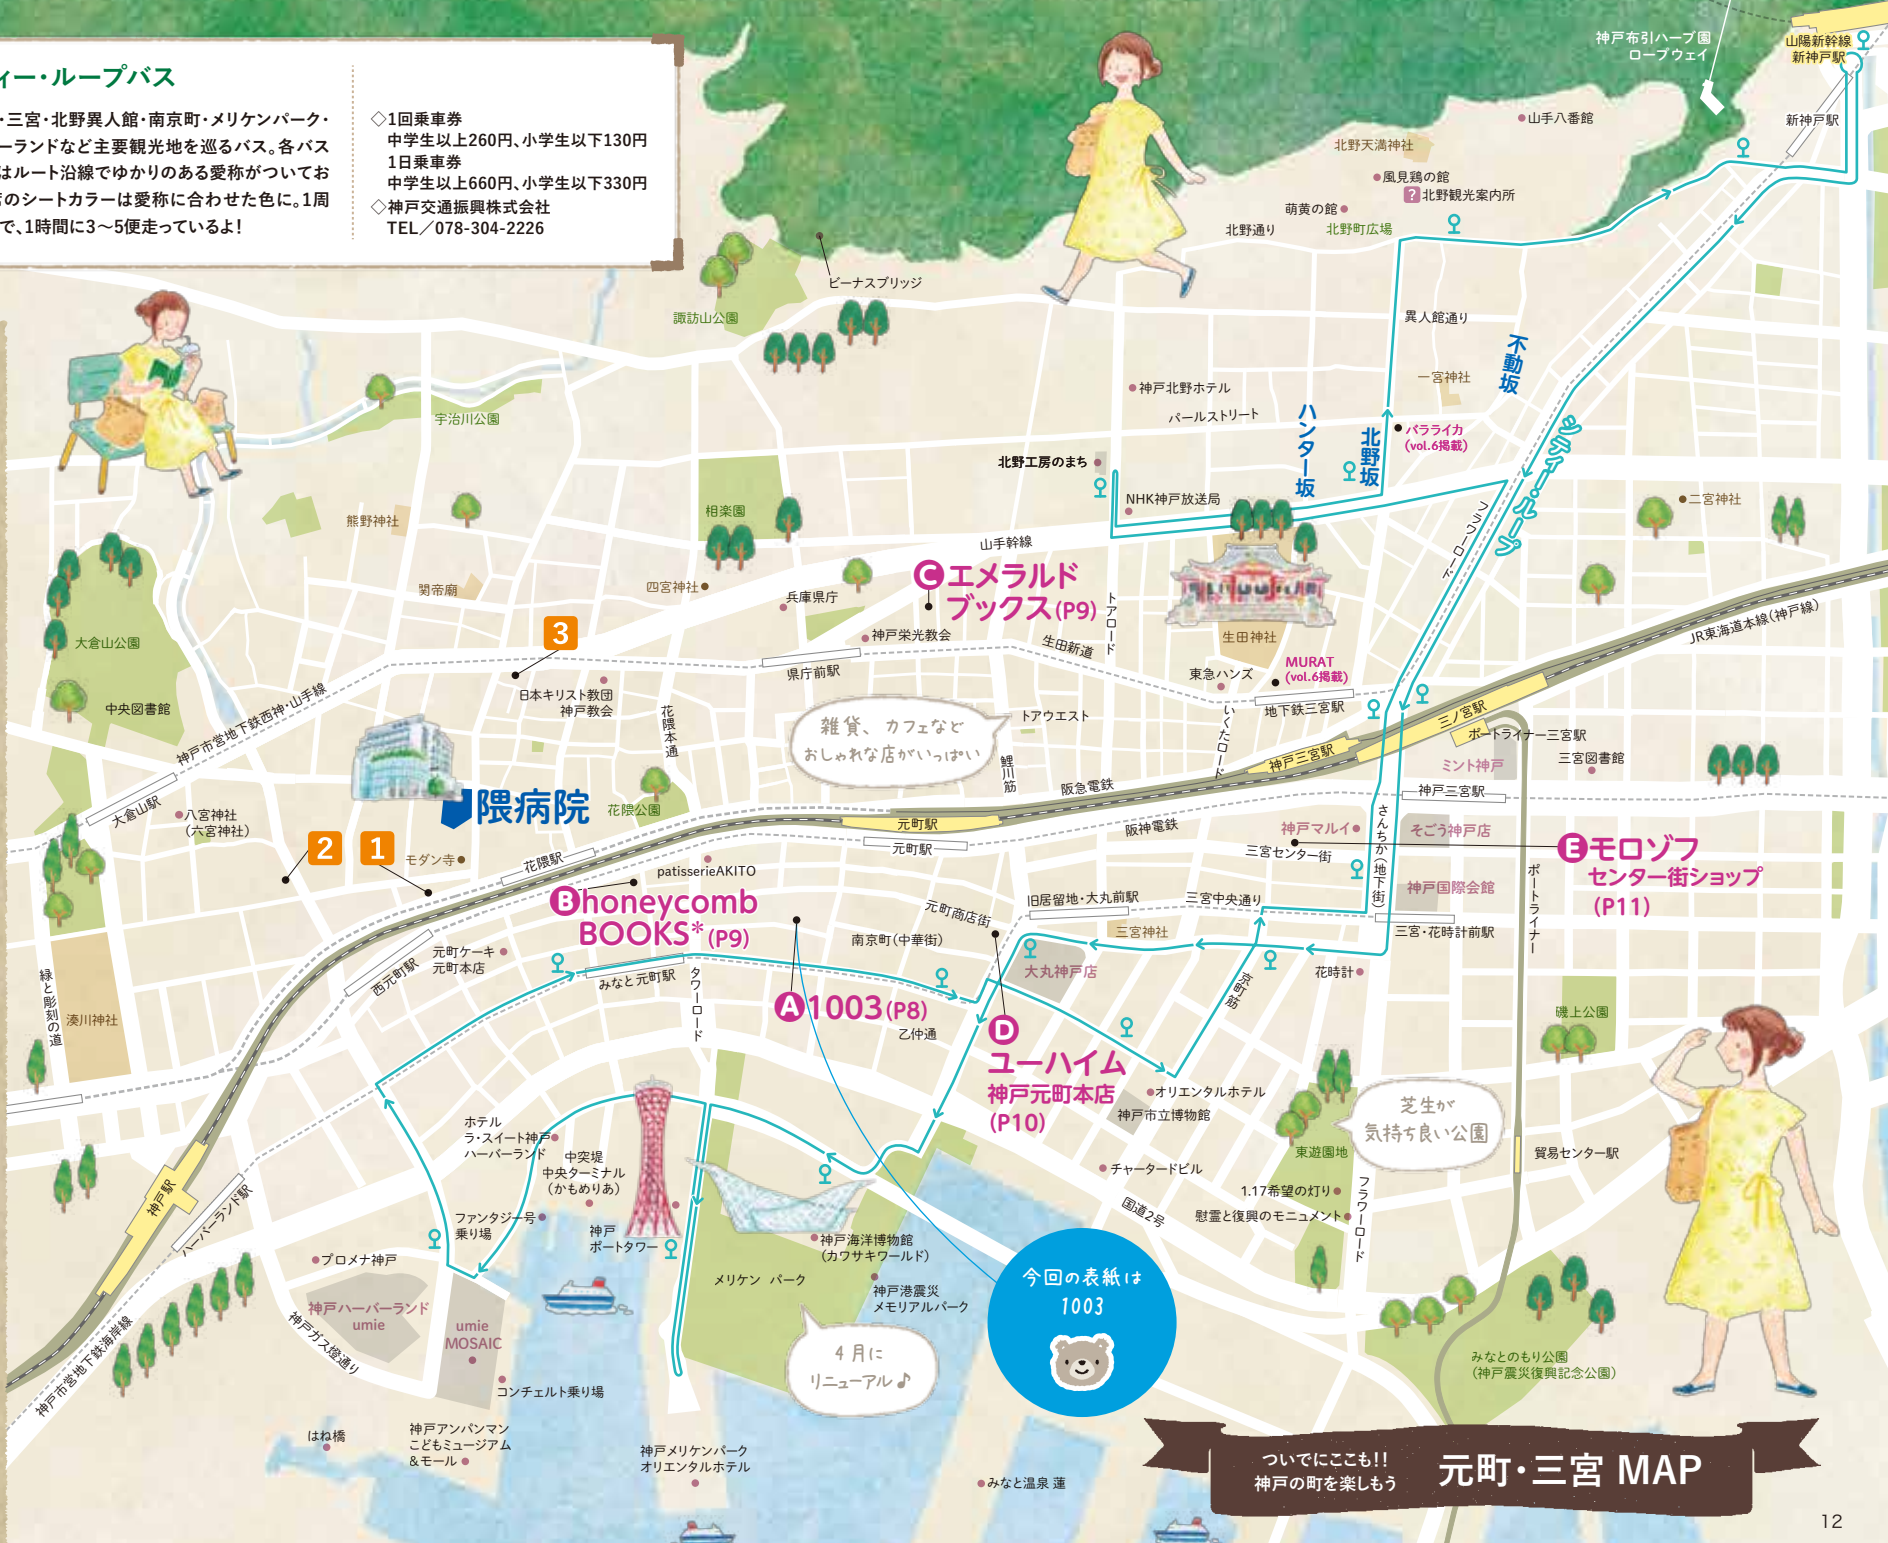 ィー・ループバス
・三宮・北野異人館・南京町・メリケンパーク・
ーランドなど主要観光地を巡るバス。各バス
はルート沿線でゆかりのある愛称がついてお
席のシートカラーは愛称に合わせた色に。1周
で、1時間に3〜5便走っているよ!
◇1回乗車券
中学生以上260円、小学生以下130円
1日乗車券
中学生以上660円、小学生以下330円
◇神戸交通振興株式会社
TEL/078-304-2226
神戸布引ハーブ園
ロープウェイ
山陽新幹線
新神戸駅
新神戸駅
山手八番館
北野天満神社
風見鶏の館
?北野観光案内所
萌黄の館
北野通り
北野町広場
ビーナスブリッジ
諏訪山公園
異人館通り
不動坂
一宮神社
神戸北野ホテル
パールストリート
ハンター坂
北野坂
バラライカ
(vol.6掲載)
シティー・ループ
宇治川公園
北野工房のまち
NHK神戸放送局
フラワーロード
二宮神社
熊野神社
相楽園
山手幹線
関帝廟
四宮神社
兵庫県庁
C エメラルド
ブックス(P9)
トアロード
神戸栄光教会
生田新道
生田神社
JR東海道本線(神戸線)
大倉山公園
3
県庁前駅
東急ハンズ
MURAT
(vol.6掲載)
日本キリスト教団
神戸教会
中央図書館
神戸市営地下鉄西神・山手線
花隈本通
雑貨、カフェなど
おしゃれな店がいっぱい
トアウエスト
いくたロード
地下鉄三宮駅
三ノ宮駅
ポートライナー三宮駅
鯉川筋
神戸三宮駅
ミント神戸
三宮図書館
阪急電鉄
神戸三宮駅
大倉山駅
八宮神社
(六宮神社)
隈病院
花隈公園
元町駅
元町駅
阪神電鉄
神戸マルイ
さんちか(地下街)
そごう神戸店
三宮センター街
E モロゾフ
センター街ショップ
(P11)
2
1
モダン寺
花隈駅
patisserieAKITO
B honeycomb
BOOKS*(P9)
元町商店街
旧居留地・大丸前駅
三宮中央通り
神戸国際会館
ポートライナー
三宮・花時計前駅
南京町(中華街)
三宮神社
元町ケーキ
元町本店
西元町駅
みなと元町駅
タワーロード
大丸神戸店
花時計
京町筋
緑と彫刻の道
湊川神社
A 1003(P8)
乙仲通
D
ユーハイム
神戸元町本店
(P10)
磯上公園
オリエンタルホテル
神戸市立博物館
芝生が
気持ち良い公園
東遊園地
貿易センター駅
ホテル
ラ・スイート神戸
ハーバーランド
中突堤
中央ターミナル
(かもめりあ)
チャータードビル
1.17希望の灯り
慰霊と復興のモニュメント
フラワーロード
国道2号
神戸駅
ハーバーランド駅
ファンタジー号
乗り場
神戸
ポートタワー
神戸海洋博物館
(カワサキワールド)
プロメナ神戸
メリケン パーク
神戸港震災
メモリアルパーク
今回の表紙は
1003
神戸ハーバーランド
umie
umie
MOSAIC
神戸ガス燈通り
神戸市営地下鉄海岸線
4月に
リニューアル♪
みなとのもり公園
(神戸震災復興記念公園)
コンチェルト乗り場
はね橋
神戸アンパンマン
こどもミュージアム
&モール
神戸メリケンパーク
オリエンタルホテル
みなと温泉 蓮
ついでにここも!!
神戸の町を楽しもう
元町・三宮 MAP
12